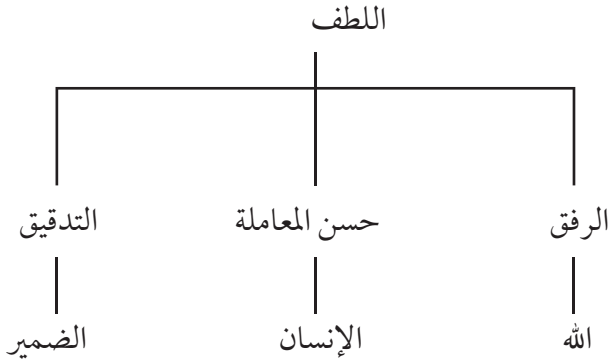 اللطف
الرفق حسن المعاملة التدقيق
الله الإنسان الضمير